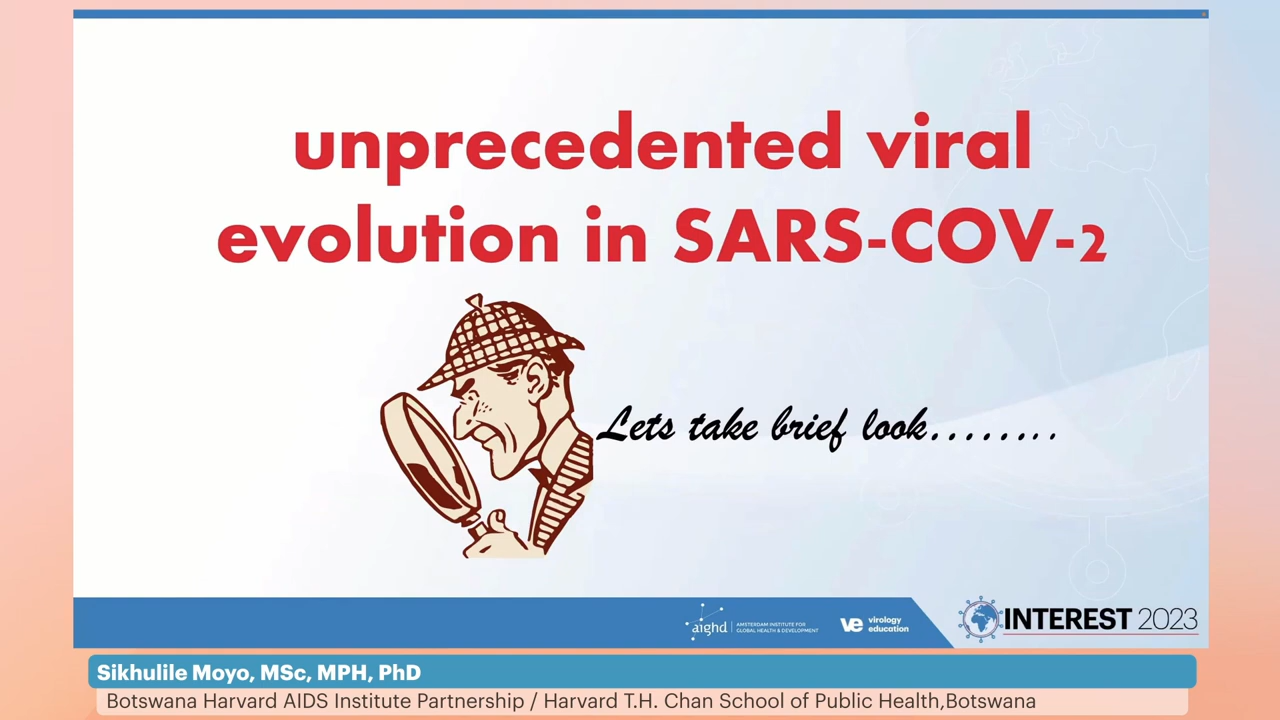 unprecedented viral
evolution in SARS-COV-2
Lets take brief look........
aighd
AMSTERDAM INSTITUTE FOR
GLOBAL HEALTH & DEVELOPMENT
ve virology
education
INTEREST 2023
Sikhulile Moyo, MSc, MPH, PhD
Botswana Harvard AIDS Institute Partnership / Harvard T.H. Chan School of Public Health,Botswana